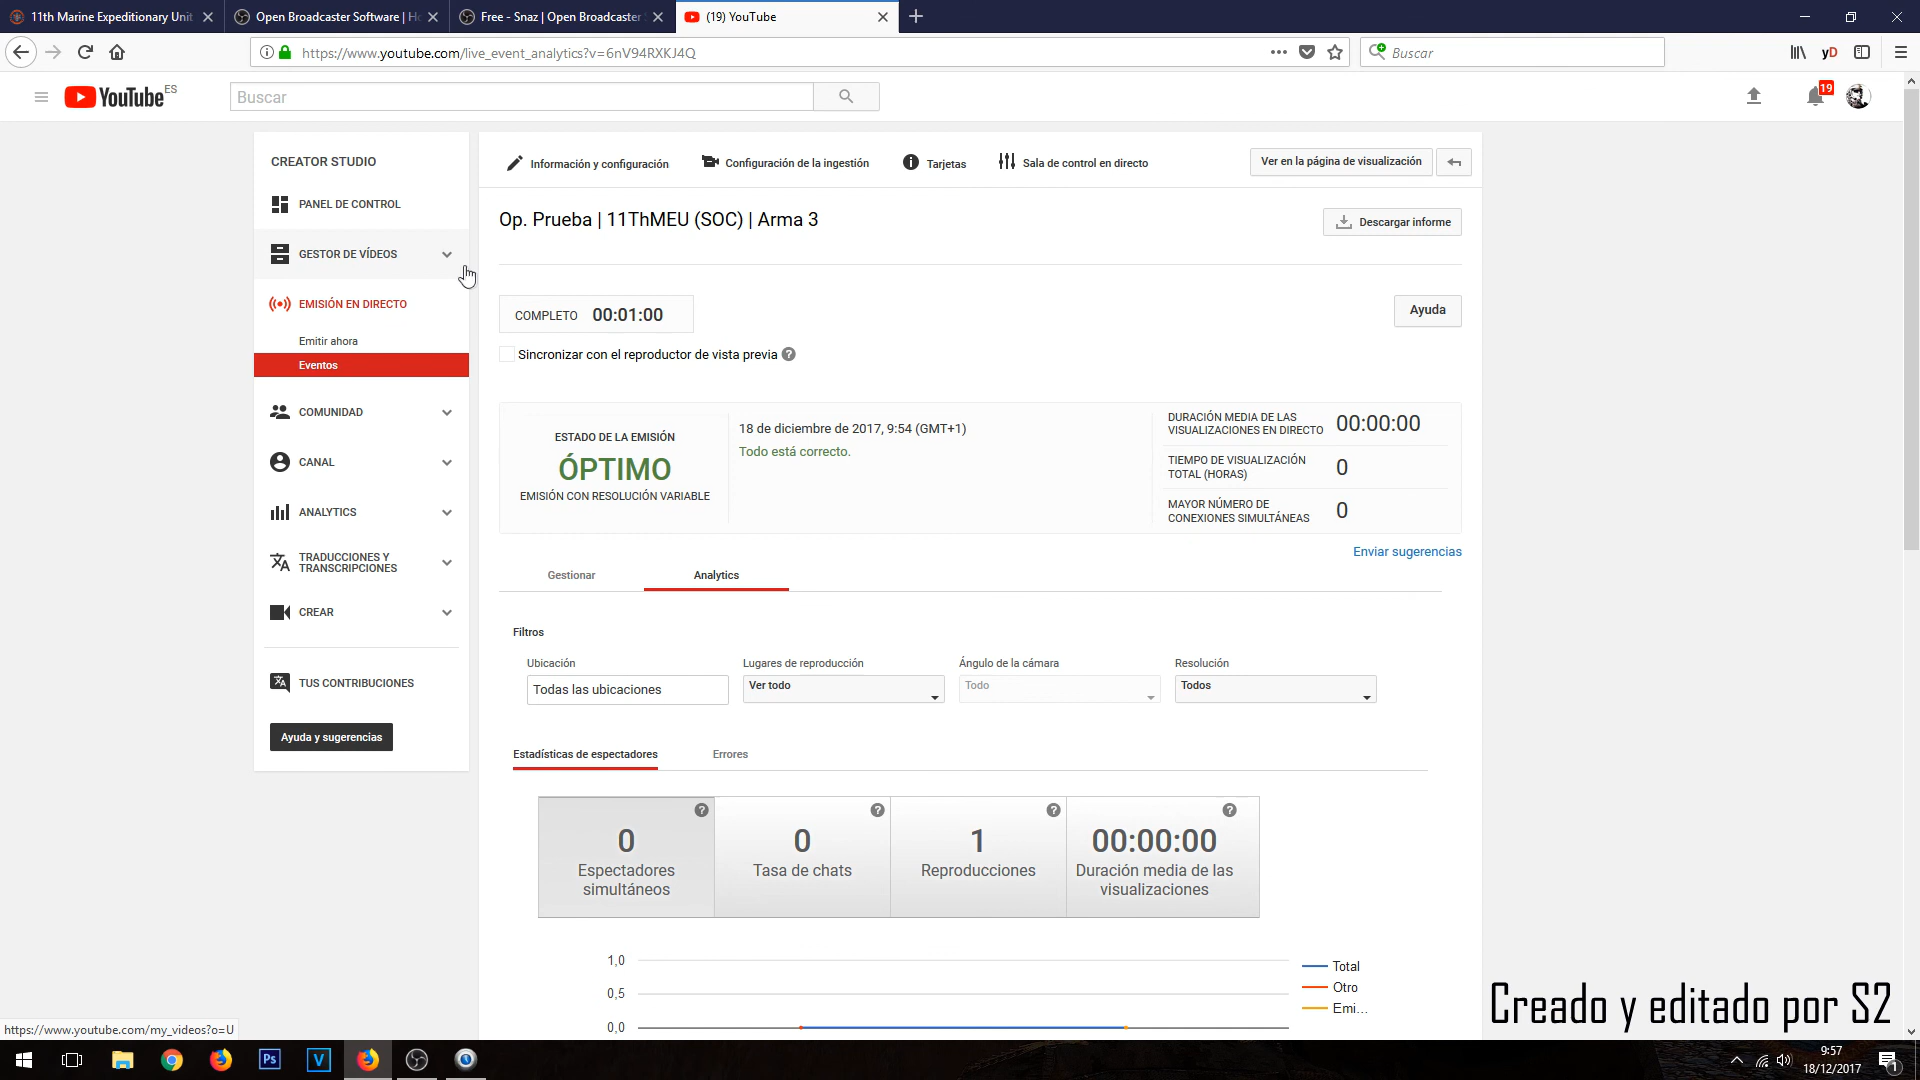 11th Marine Expeditionary Unit
Open Broadcaster Software | Ho
Free - Snaz | Open Broadcaster
(19) YouTube
https://www.youtube.com/live_event_analytics?v=6nV94RXKJ4Q
Buscar
yD
YouTube ES
Buscar
19
CREATOR STUDIO
PANEL DE CONTROL
GESTOR DE VÍDEOS
EMISIÓN EN DIRECTO
Emitir ahora
Eventos
COMUNIDAD
CANAL
ANALYTICS
TRADUCCIONES Y
TRANSCRIPCIONES
CREAR
TUS CONTRIBUCIONES
Ayuda y sugerencias
Información y configuración
Configuración de la ingestión
Tarjetas
Sala de control en directo
Ver en la página de visualización
Op. Prueba | 11ThMEU (SOC) | Arma 3
Descargar informe
COMPLETO 00:01:00
Ayuda
Sincronizar con el reproductor de vista previa
ESTADO DE LA EMISIÓN
ÓPTIMO
EMISIÓN CON RESOLUCIÓN VARIABLE
18 de diciembre de 2017, 9:54 (GMT+1)
Todo está correcto.
DURACIÓN MEDIA DE LAS
VISUALIZACIONES EN DIRECTO
00:00:00
TIEMPO DE VISUALIZACIÓN
TOTAL (HORAS)
0
MAYOR NÚMERO DE
CONEXIONES SIMULTÁNEAS
0
Enviar sugerencias
Gestionar
Analytics
Filtros
Ubicación
Todas las ubicaciones
Lugares de reproducción
Ver todo
Ángulo de la cámara
Todo
Resolución
Todos
Estadísticas de espectadores
Errores
0
Espectadores
simultáneos
0
Tasa de chats
1
Reproducciones
00:00:00
Duración media de las
visualizaciones
1,0
0,5
0,0
Total
Otro
Emi...
Creado y editado por S2
https://www.youtube.com/my_videos?o=U
Ps
V
9:57
18/12/2017
1